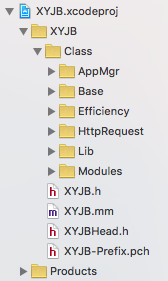 XYJB.xcodeproj
XYJB
Class
AppMgr
Base
Efficiency
HttpRequest
Lib
Modules
h XYJB.h
m XYJB.mm
h XYJBHead.h
h XYJB-Prefix.pch
Products